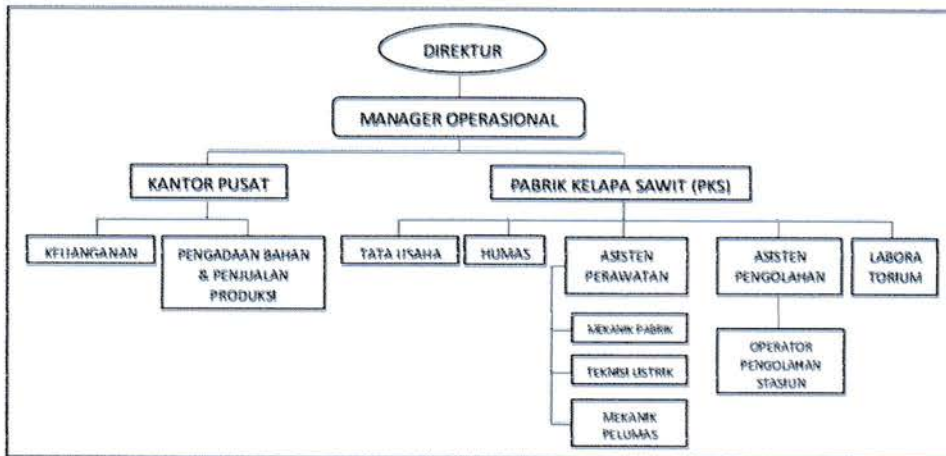 DIREKTUR
MANAGER OPERASIONAL
KANTOR PUSAT
PABRIK KELAPA SAWIT (PKS)
KEUANGANAN
PENGADAAN BAHAN
& PENJUALAN
PRODUKSI
TATA USAHA
HUMAS
ASISTEN
PERAWATAN
ASISTEN
PENGOLAHAN
LABORA
TORIUM
MEKANIK PABRIK
TEKNISI LISTRIK
MEKANIK
PELUMAS
OPERATOR
PENGOLAHAN
STASIUN